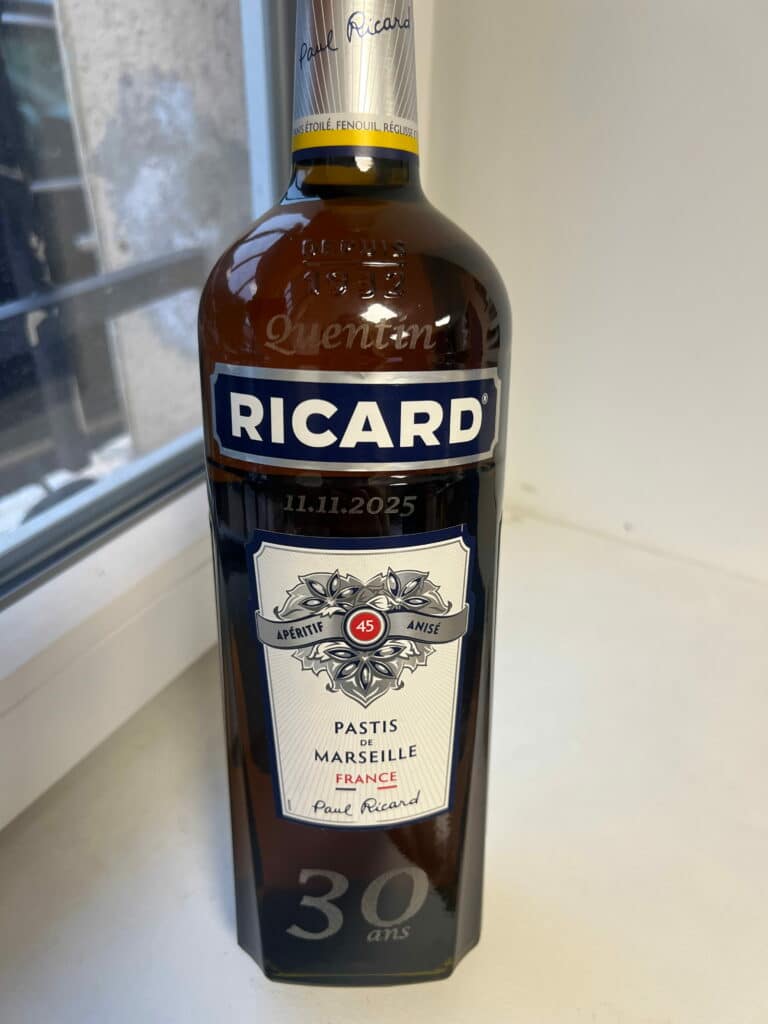 Paul Ricard
ANIS ÉTOILÉ, FENOUIL, RÉGLISSE
DEPUIS
1932
Quentin
RICARD®
11.11.2025
APÉRITIF 45 ANISÉ
PASTIS
DE
MARSEILLE
FRANCE
Paul Ricard
30
ans